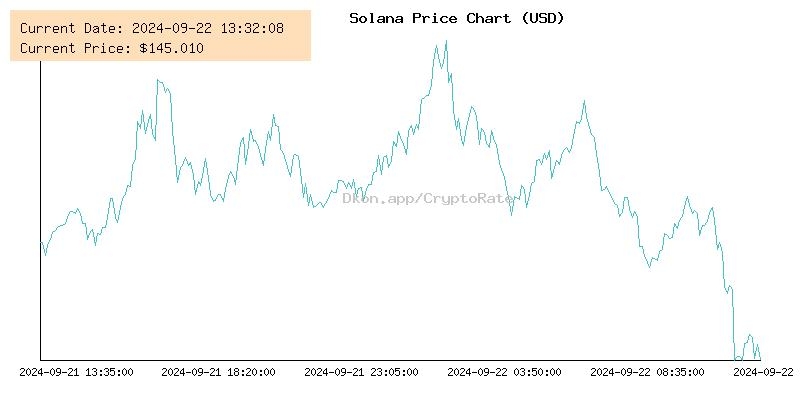 Solana Price Chart (USD)
Current Date: 2024-09-22 13:32:08
Current Price: $145.010
Dkon.app/CryptoRate
2024-09-21 13:35:00 2024-09-21 18:20:00 2024-09-21 23:05:00 2024-09-22 03:50:00 2024-09-22 08:35:00 2024-09-22